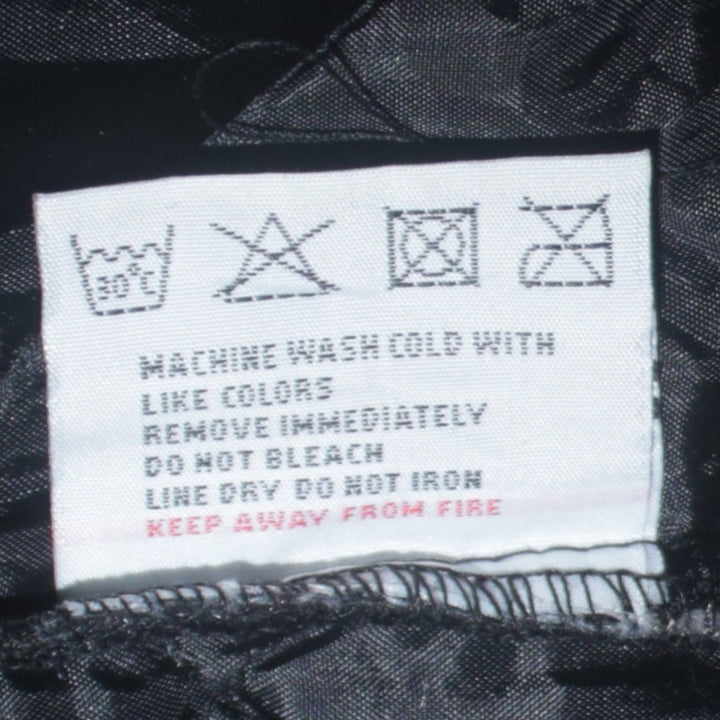 30°C
MACHINE WASH COLD WITH
LIKE COLORS
REMOVE IMMEDIATELY
DO NOT BLEACH
LINE DRY DO NOT IRON
KEEP AWAY FROM FIRE